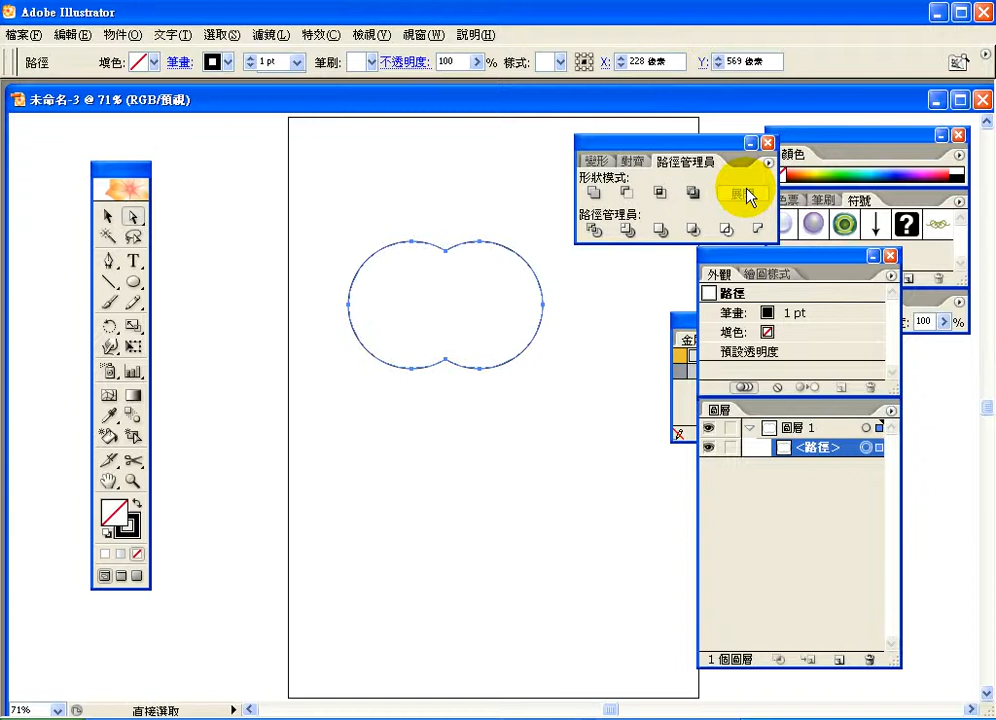 Adobe Illustrator
檔案(F) 編輯(E) 物件(O) 文字(T) 選取(S) 濾鏡(L) 特效(C) 檢視(V) 視窗(W) 說明(H)
路徑 填色: 筆畫: 1 pt 筆刷: 不透明度: 100 % 樣式: X: 228 像素 Y: 569 像素
未命名-3 @ 71% (RGB/預視)
變形 對齊 路徑管理員
形狀模式:
路徑管理員:
顏色
色票 筆刷 符號
外觀 繪圖樣式
路徑
筆畫: 1 pt
填色:
預設透明度
100 %
圖層
圖層 1
<路徑>
1 個圖層
71% 直接選取